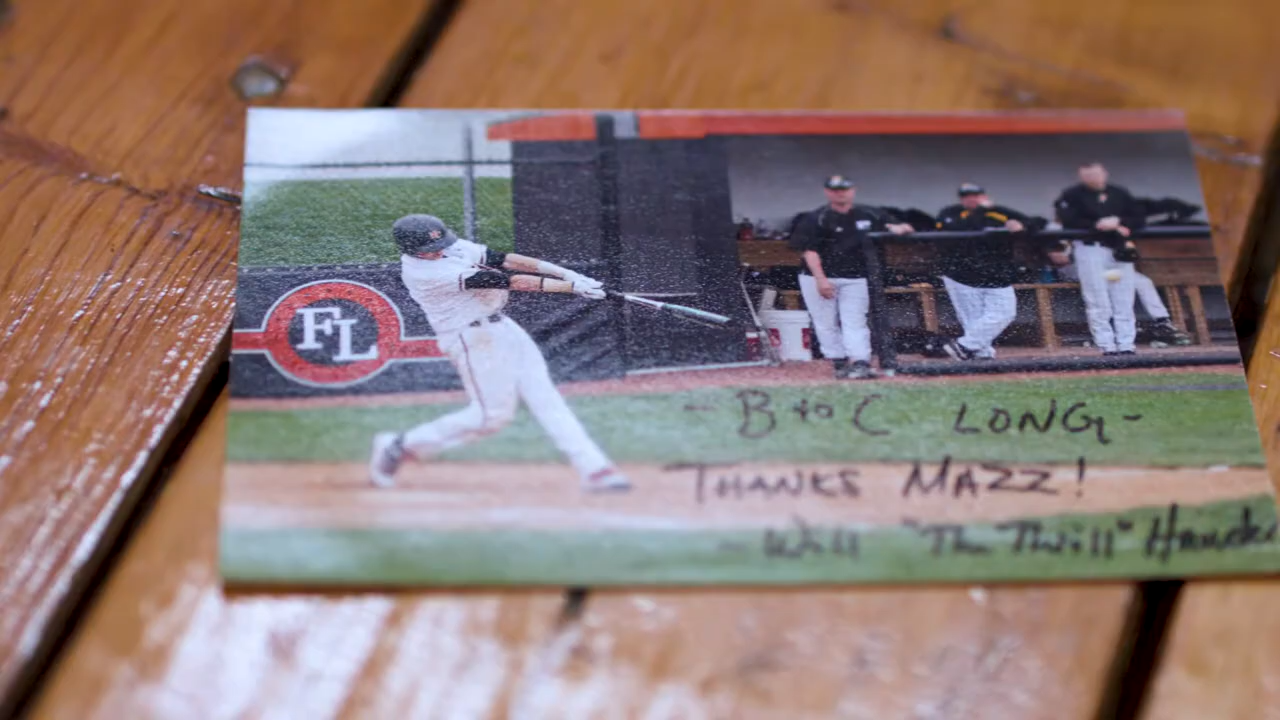 FL
- B to C LONG -
THANKS MAZZ!
- Will "The Thrill"